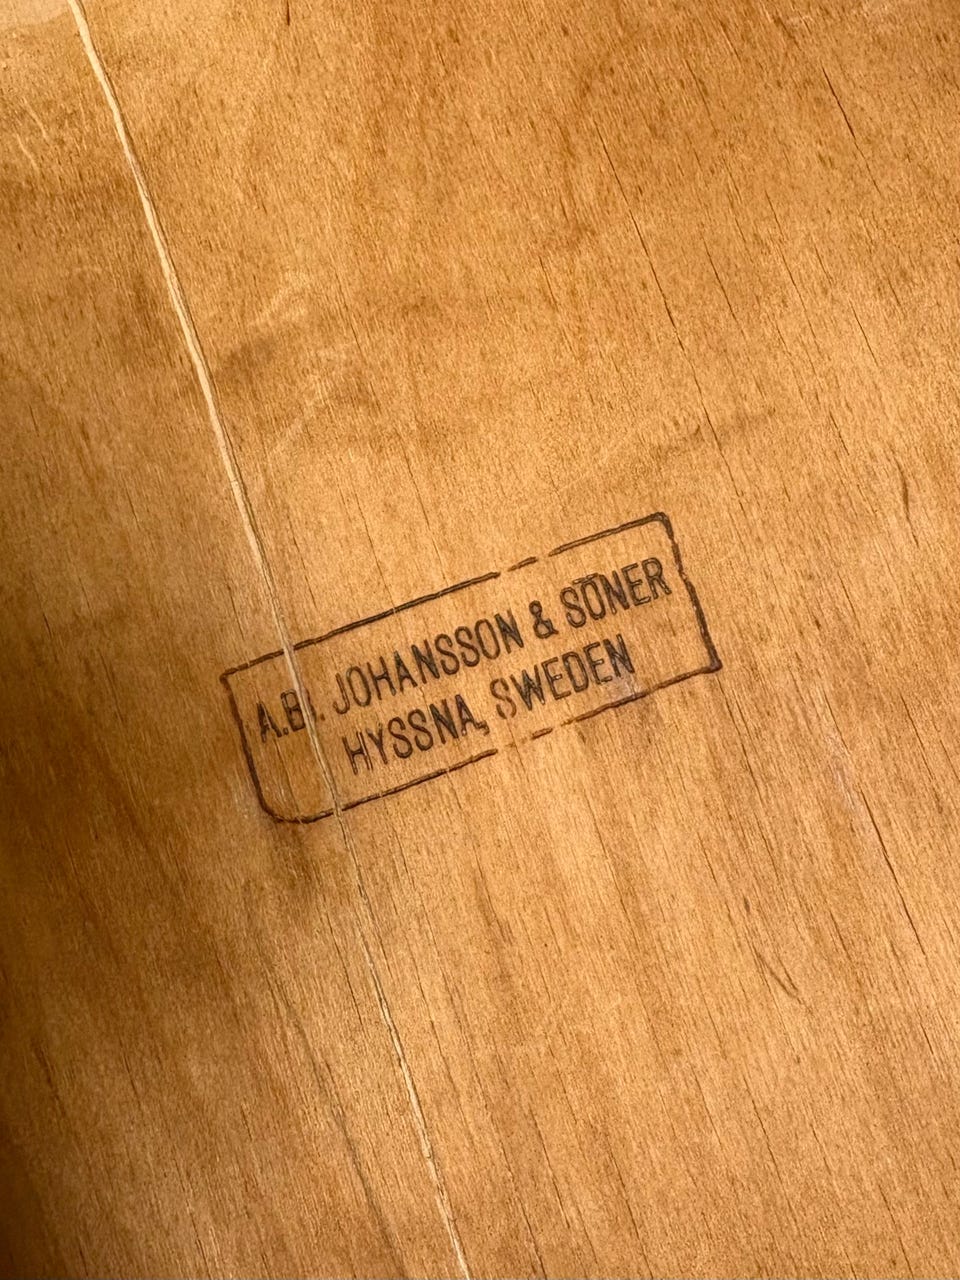 A.B. JOHANSSON & SÖNER
HYSSNA, SWEDEN